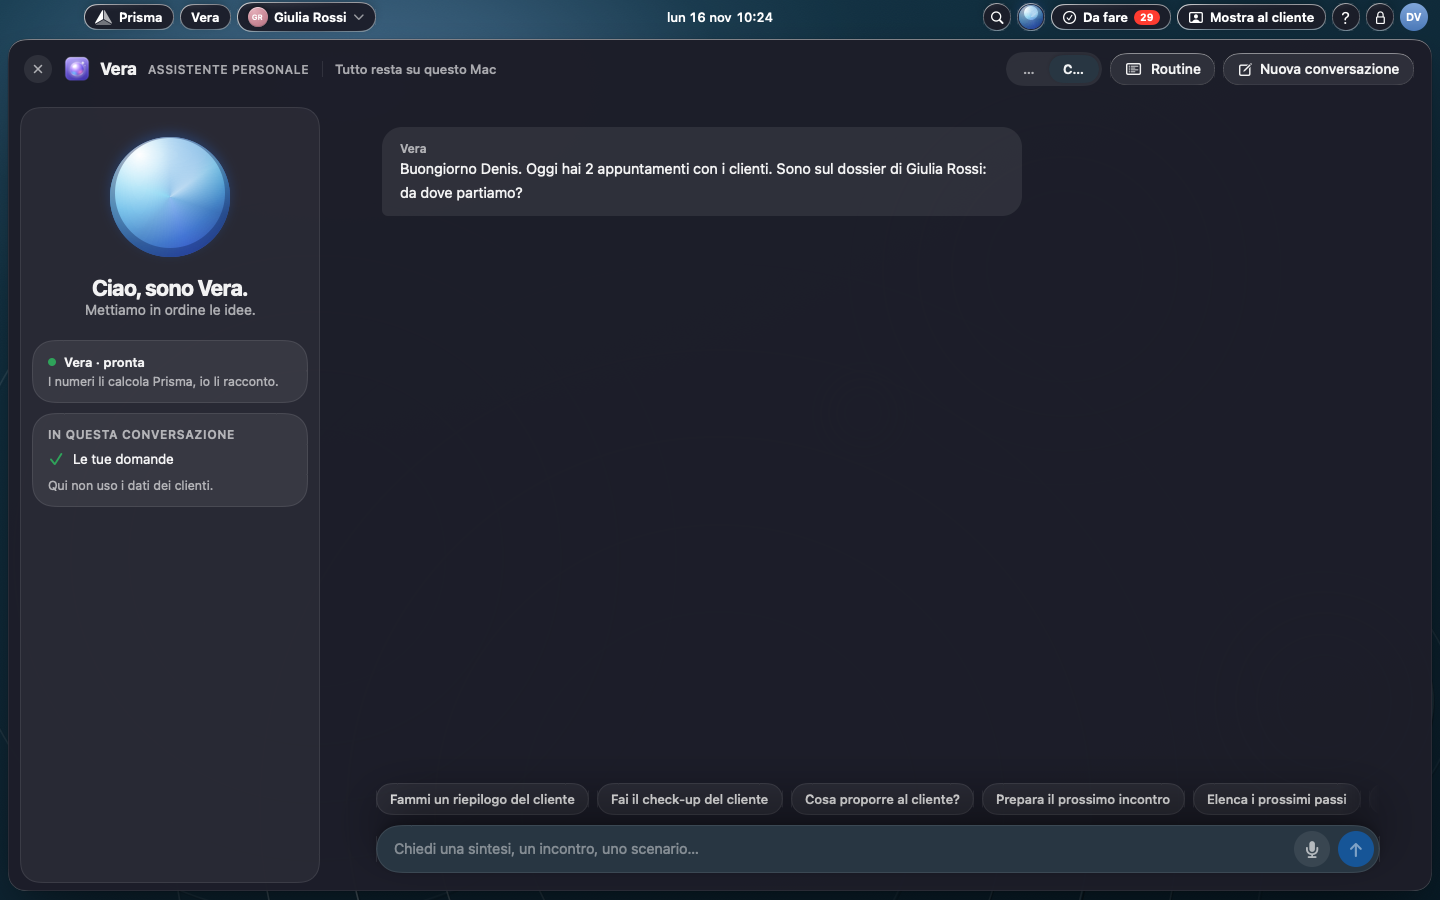 Prisma
Vera
GR Giulia Rossi
lun 16 nov 10:24
Da fare 29
Mostra al cliente
?
DV
Vera ASSISTENTE PERSONALE
Tutto resta su questo Mac
...
C...
Routine
Nuova conversazione
Ciao, sono Vera.
Mettiamo in ordine le idee.
Vera · pronta
I numeri li calcola Prisma, io li racconto.
IN QUESTA CONVERSAZIONE
Le tue domande
Qui non uso i dati dei clienti.
Vera
Buongiorno Denis. Oggi hai 2 appuntamenti con i clienti. Sono sul dossier di Giulia Rossi:
da dove partiamo?
Fammi un riepilogo del cliente
Fai il check-up del cliente
Cosa proporre al cliente?
Prepara il prossimo incontro
Elenca i prossimi passi
Chiedi una sintesi, un incontro, uno scenario...